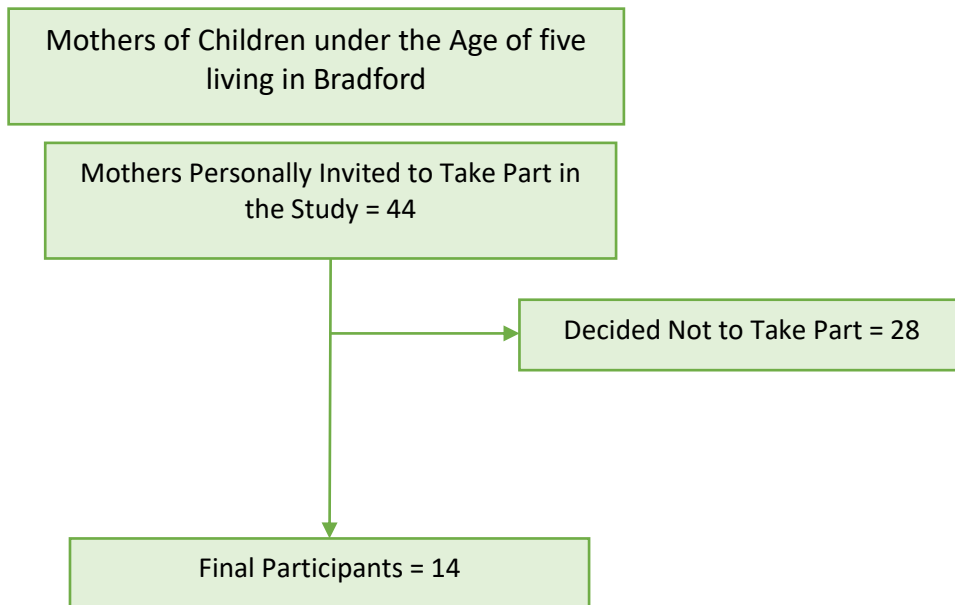 Mothers of Children under the Age of five
living in Bradford
Mothers Personally Invited to Take Part in
the Study = 44
Decided Not to Take Part = 28
Final Participants = 14